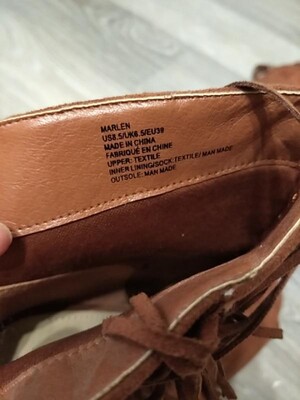 MARLEN
US8.5/UK6.5/EU39
MADE IN CHINA
FABRIQUÉ EN CHINE
UPPER: TEXTILE
INNER LINING/SOCK:TEXTILE/ MAN MADE
OUTSOLE: MAN MADE